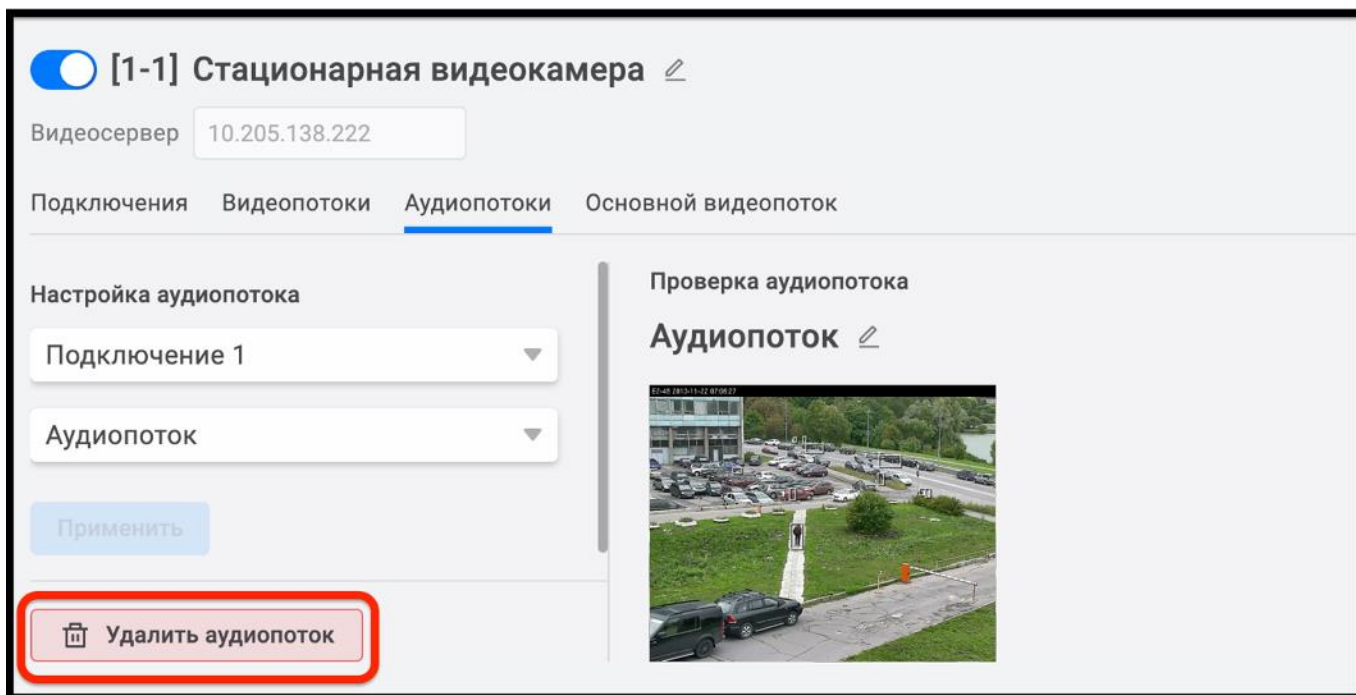 [1-1] Стационарная видеокамера
Видеосервер 10.205.138.222
Подключения Видеопотоки Аудиопотоки Основной видеопоток
Настройка аудиопотока
Подключение 1
Аудиопоток
Применить
Удалить аудиопоток
Проверка аудиопотока
Аудиопоток